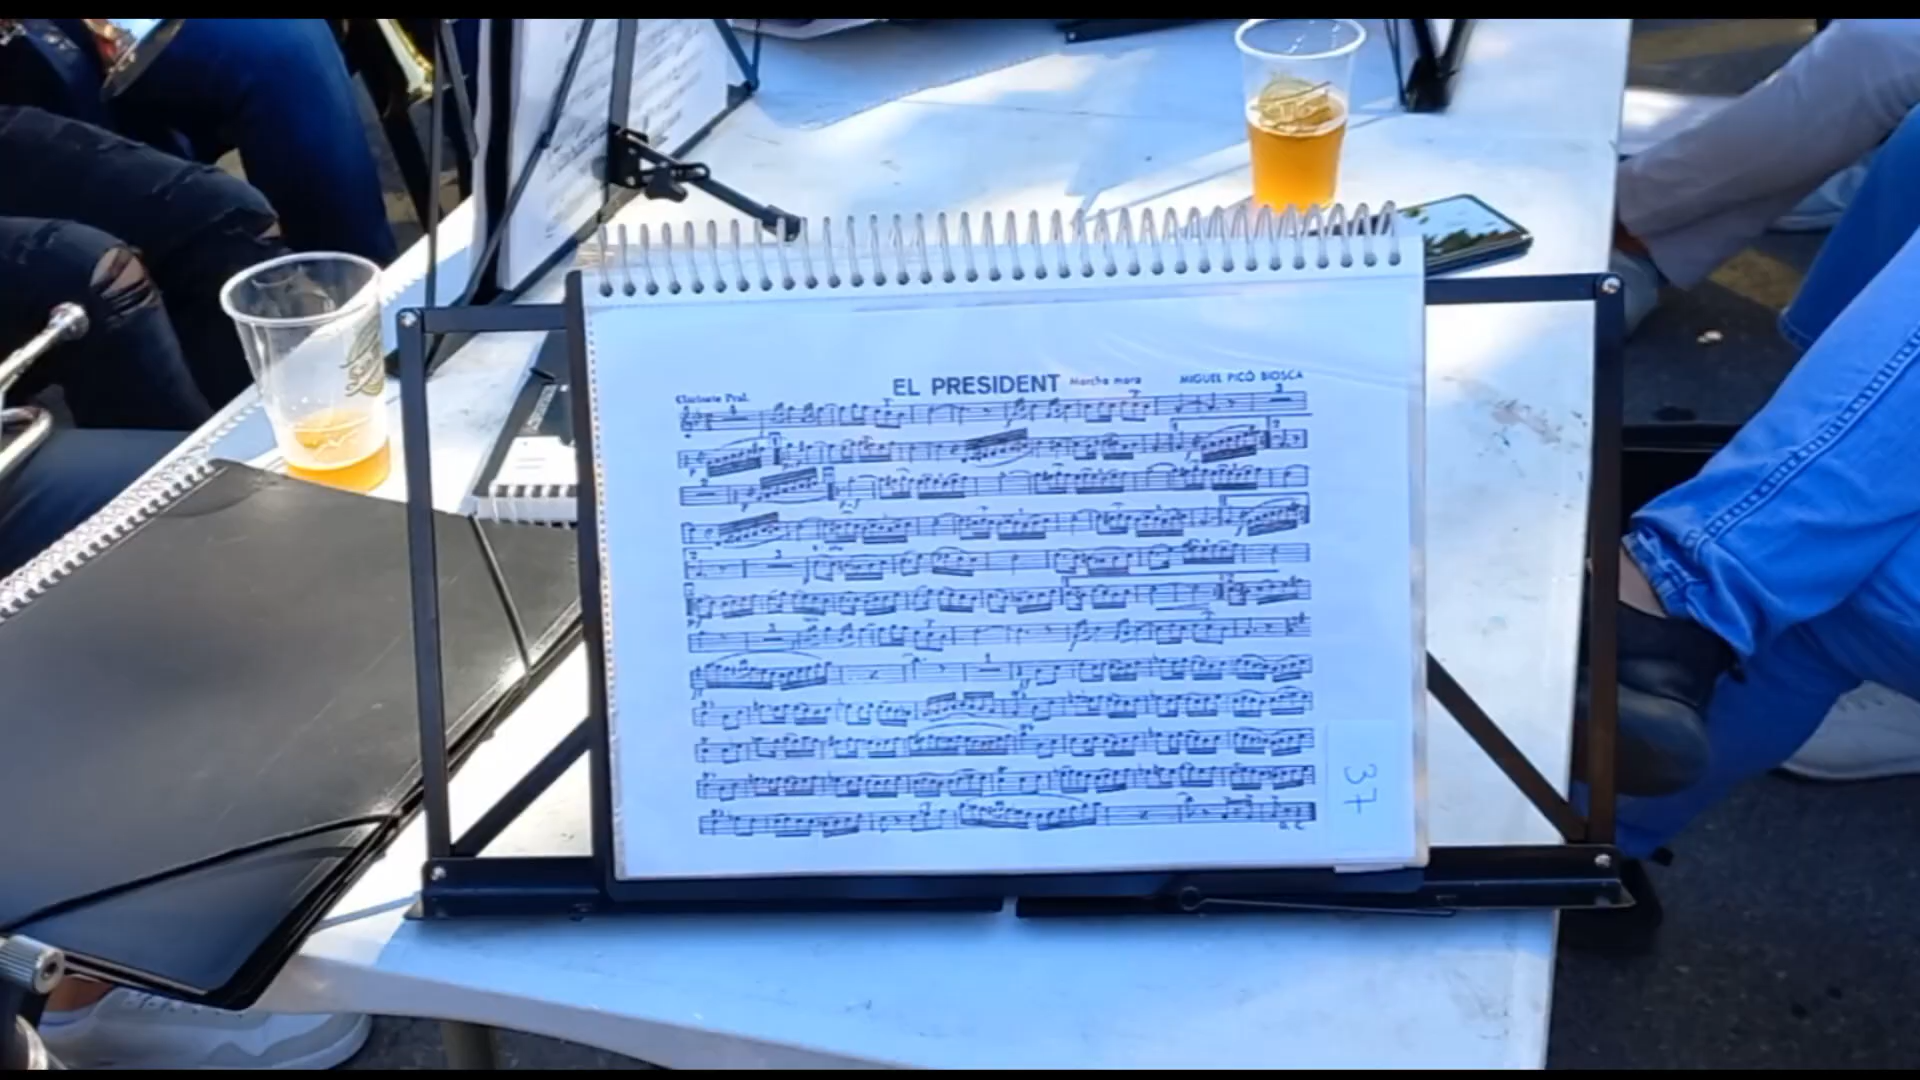 EL PRESIDENT Marcha mora MIGUEL PICÓ BIOSCA
Clarinete Pral.
37